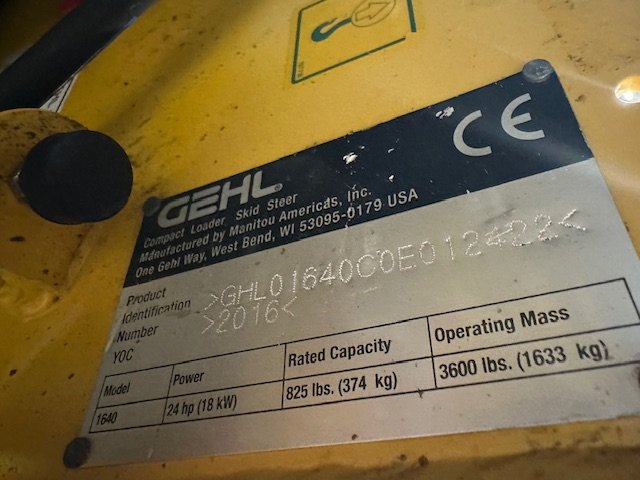 GEHL
CE
Compact Loader Skid Steer
Manufactured by Manitou Americas, Inc.
One Gehl Way, West Bend, WI 53095-0179 USA
Product
Identification
Number
>GHL01640C0E012422<
YOC
>2016<
Model Power Rated Capacity Operating Mass
1640 24 hp (18 kW) 825 lbs. (374 kg) 3600 lbs. (1633 kg)